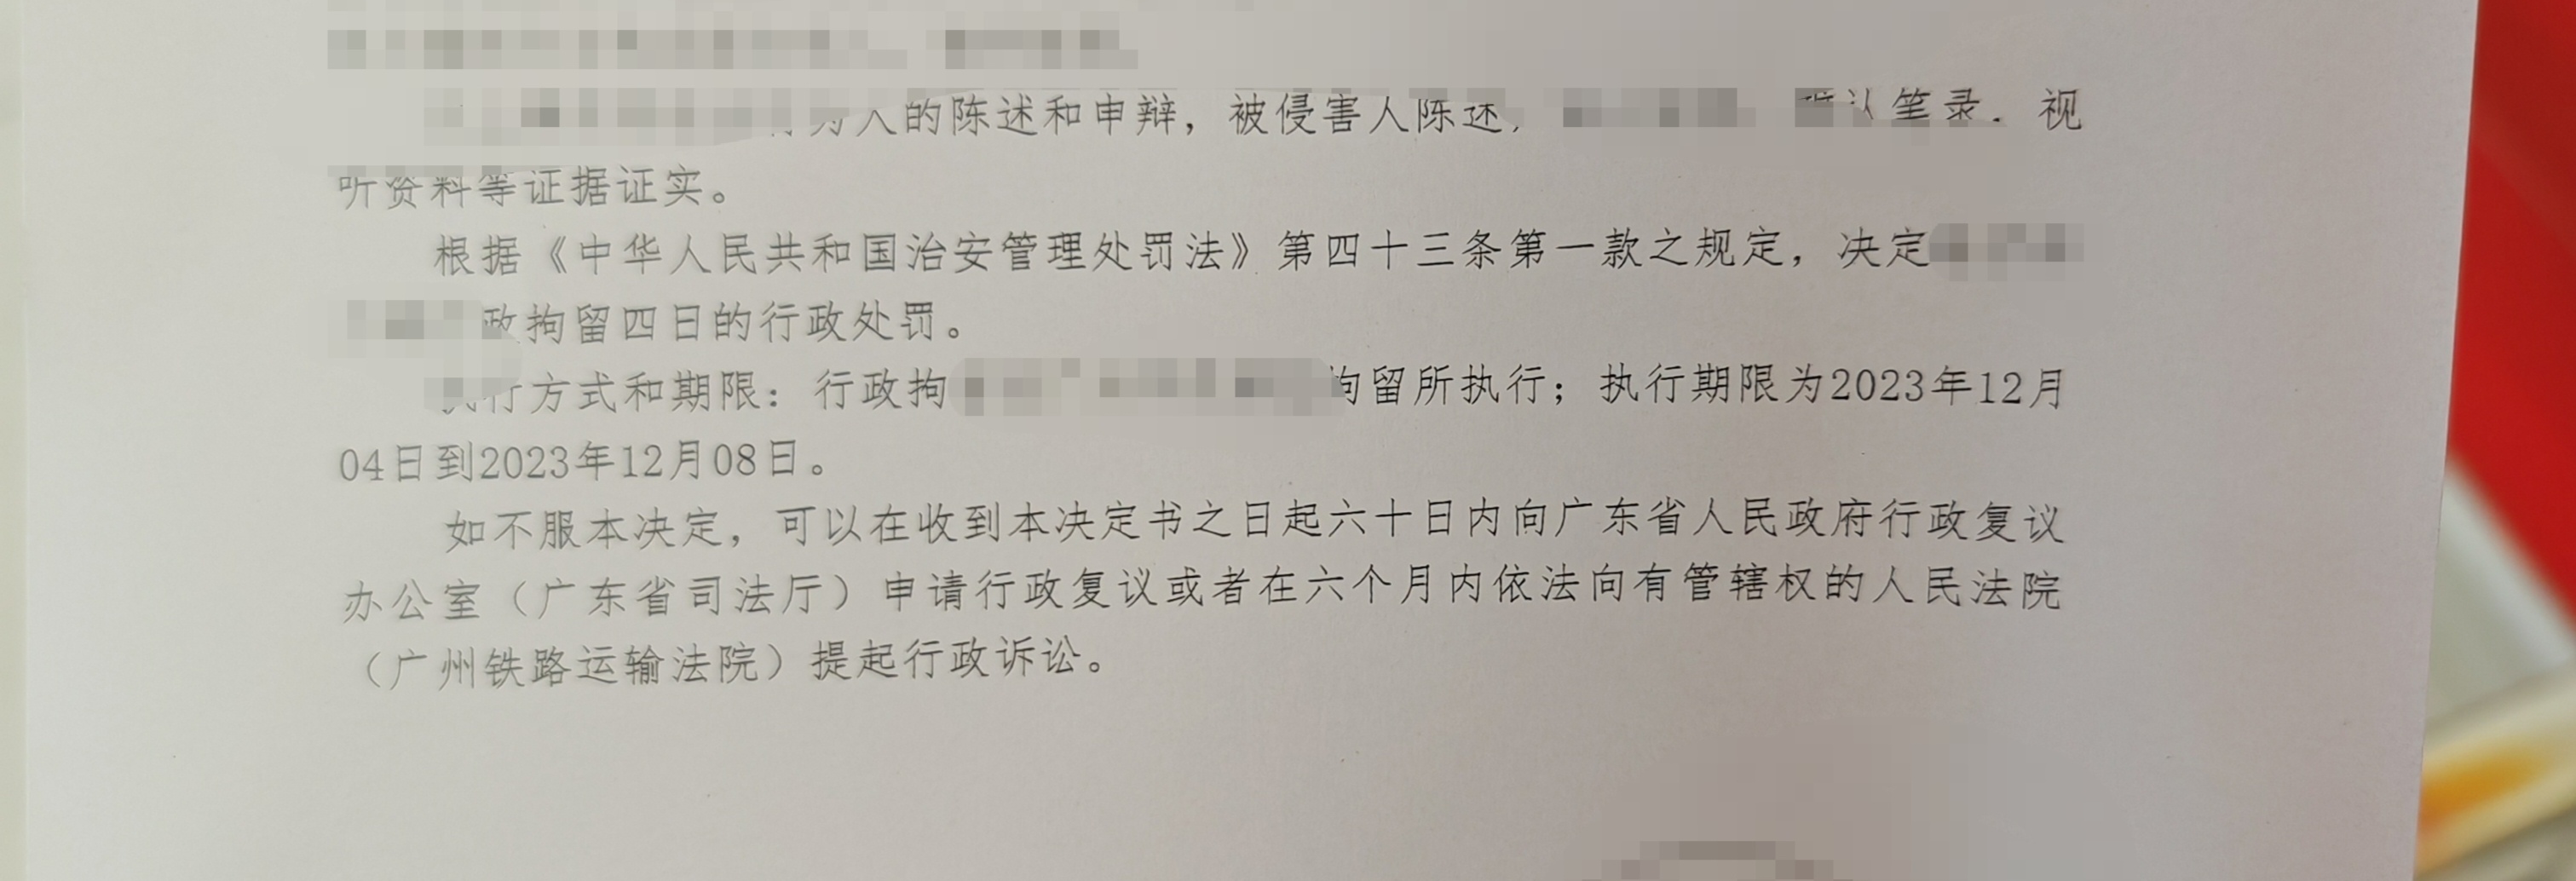 人的陈述和申辩，被侵害人陈述，认笔录，视
听资料等证据证实。
根据《中华人民共和国治安管理处罚法》第四十三条第一款之规定，决定
政拘留四日的行政处罚。
执行方式和期限：行政拘拘留所执行；执行期限为2023年12月
04日到2023年12月08日。
如不服本决定，可以在收到本决定书之日起六十日内向广东省人民政府行政复议
办公室（广东省司法厅）申请行政复议或者在六个月内依法向有管辖权的人民法院
（广州铁路运输法院）提起行政诉讼。